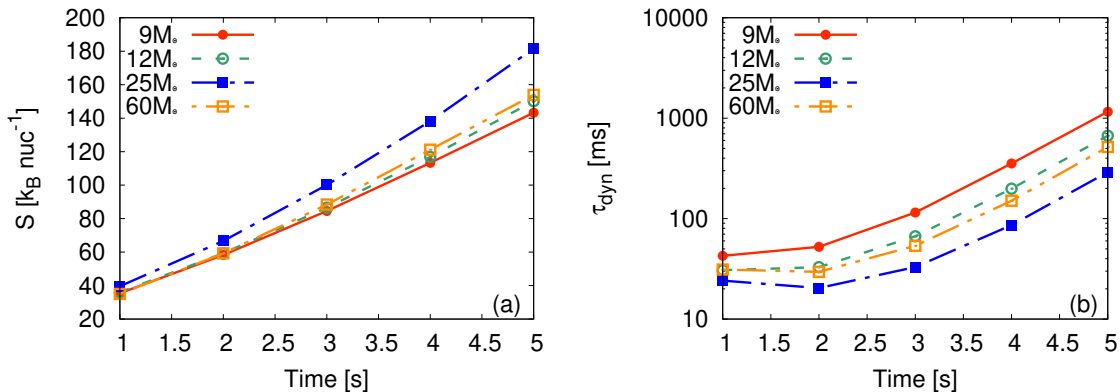 200
180
160
140
120
100
80
60
40
20
S [k_B nuc⁻¹]
9M☉
12M☉
25M☉
60M☉
(a)
1 1.5 2 2.5 3 3.5 4 4.5 5
Time [s]
10000
1000
100
10
τ_dyn [ms]
9M☉
12M☉
25M☉
60M☉
(b)
1 1.5 2 2.5 3 3.5 4 4.5 5
Time [s]